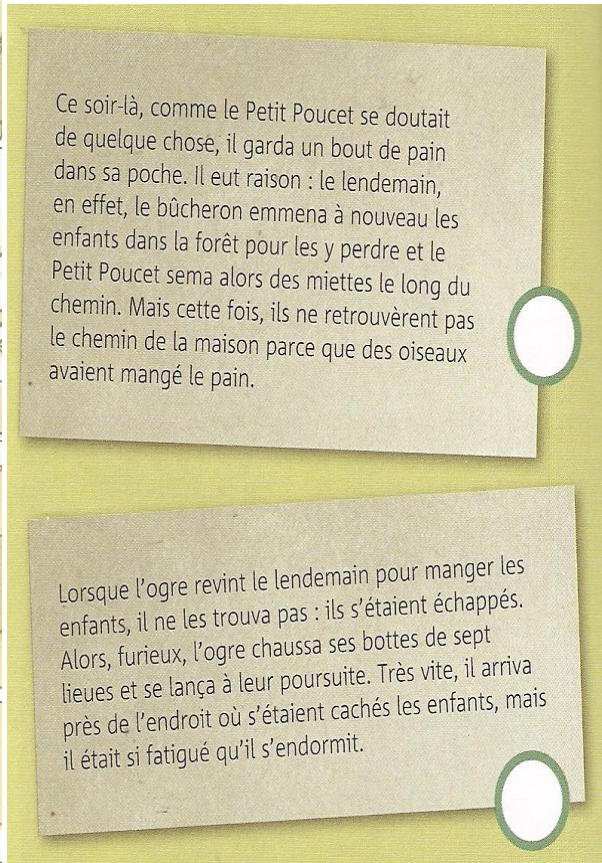 Ce soir-là, comme le Petit Poucet se doutait
de quelque chose, il garda un bout de pain
dans sa poche. Il eut raison : le lendemain,
en effet, le bûcheron emmena à nouveau les
enfants dans la forêt pour les y perdre et le
Petit Poucet sema alors des miettes le long du
chemin. Mais cette fois, ils ne retrouvèrent pas
le chemin de la maison parce que des oiseaux
avaient mangé le pain.
Lorsque l'ogre revint le lendemain pour manger les
enfants, il ne les trouva pas : ils s'étaient échappés.
Alors, furieux, l'ogre chaussa ses bottes de sept
lieues et se lança à leur poursuite. Très vite, il arriva
près de l'endroit où s'étaient cachés les enfants, mais
il était si fatigué qu'il s'endormit.